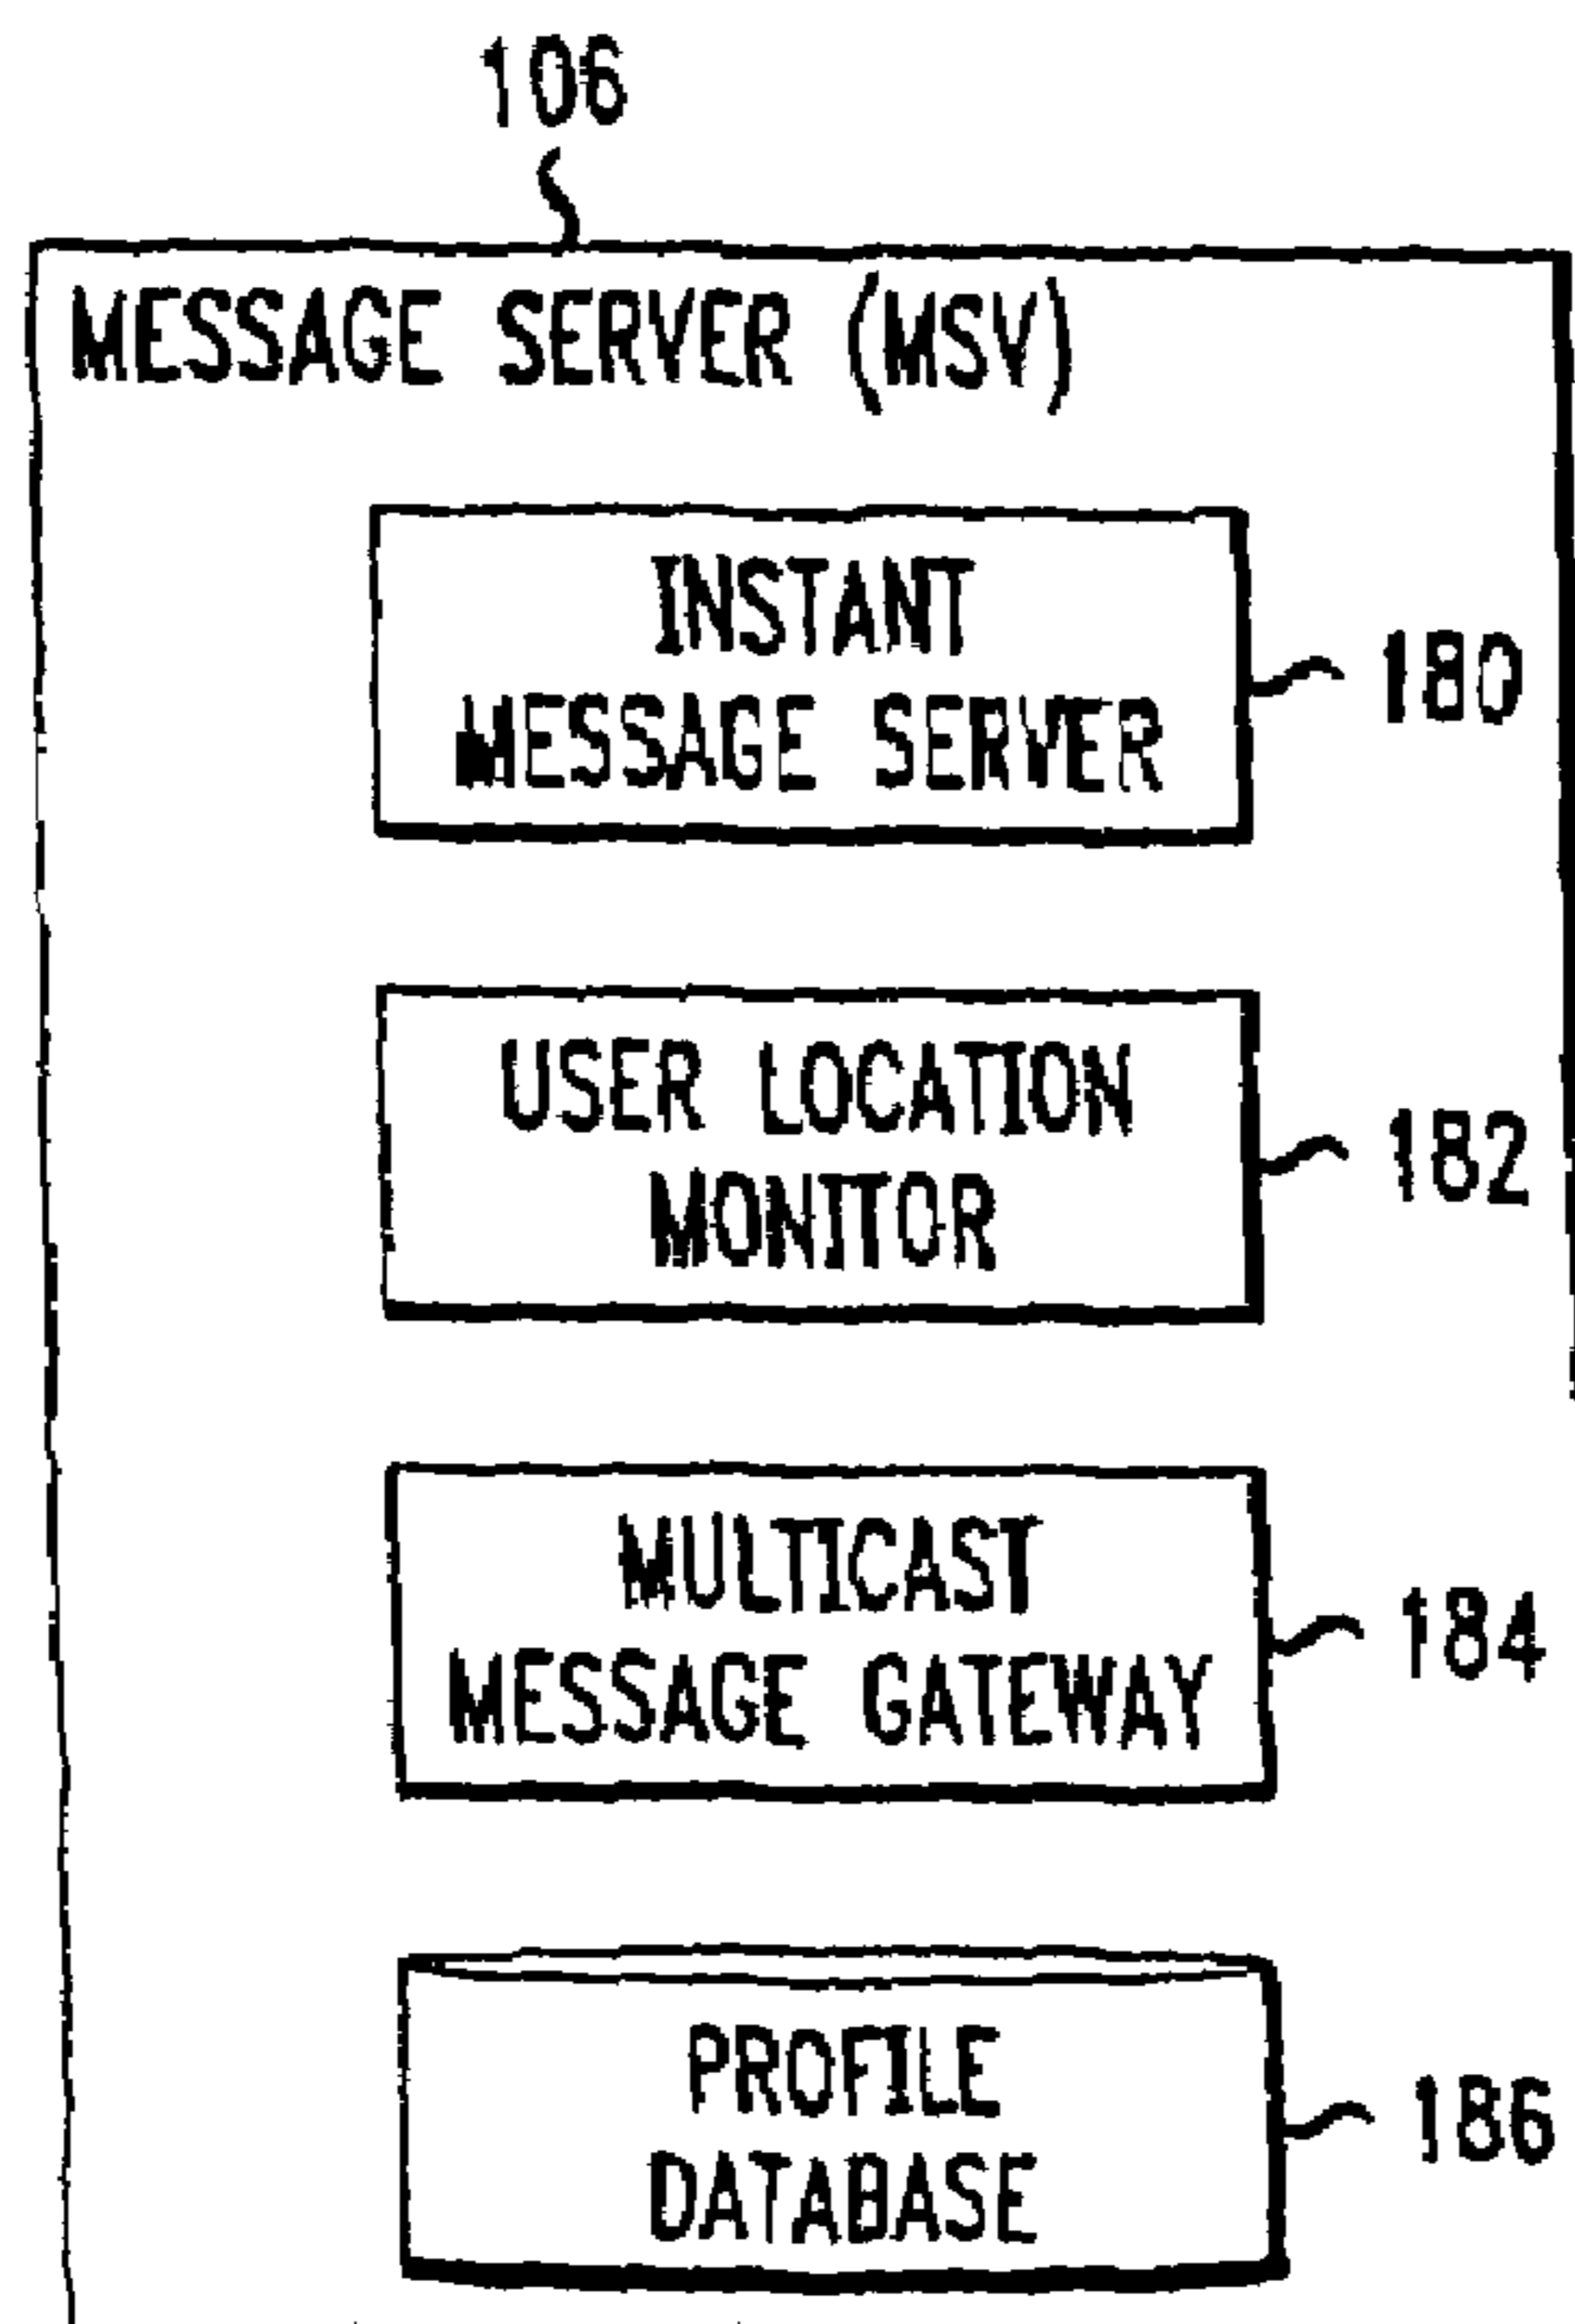 106
MESSAGE SERVER (MSV)
INSTANT
MESSAGE SERVER
180
USER LOCATION
MONITOR
182
MULTICAST
MESSAGE GATEWAY
184
PROFILE
DATABASE
186